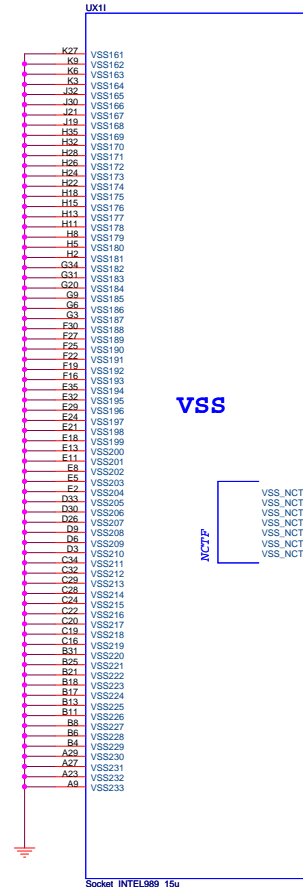 UX1I
K27 VSS161
K9 VSS162
K6 VSS163
K3 VSS164
J32 VSS165
J30 VSS166
J21 VSS167
J19 VSS168
H35 VSS169
H32 VSS170
H28 VSS171
H26 VSS172
H24 VSS173
H22 VSS174
H18 VSS175
H15 VSS176
H13 VSS177
H11 VSS178
H8 VSS179
H5 VSS180
H2 VSS181
G34 VSS182
G31 VSS183
G20 VSS184
G9 VSS185
G6 VSS186
G3 VSS187
F30 VSS188
F27 VSS189
F25 VSS190
F22 VSS191
F19 VSS192
F16 VSS193
E35 VSS194
E32 VSS195
E29 VSS196
E24 VSS197
E21 VSS198
E18 VSS199
E13 VSS200
E11 VSS201
E8 VSS202
E5 VSS203
E2 VSS204
D33 VSS205
D30 VSS206
D26 VSS207
D9 VSS208
D6 VSS209
D3 VSS210
C34 VSS211
C32 VSS212
C29 VSS213
C28 VSS214
C24 VSS215
C22 VSS216
C20 VSS217
C19 VSS218
C16 VSS219
B31 VSS220
B25 VSS221
B21 VSS222
B18 VSS223
B17 VSS224
B13 VSS225
B11 VSS226
B8 VSS227
B6 VSS228
B4 VSS229
A29 VSS230
A27 VSS231
A23 VSS232
A9 VSS233
VSS
NCTF
VSS_NCT
VSS_NCT
VSS_NCT
VSS_NCT
VSS_NCT
VSS_NCT
VSS_NCT
Socket_INTEL989_15u